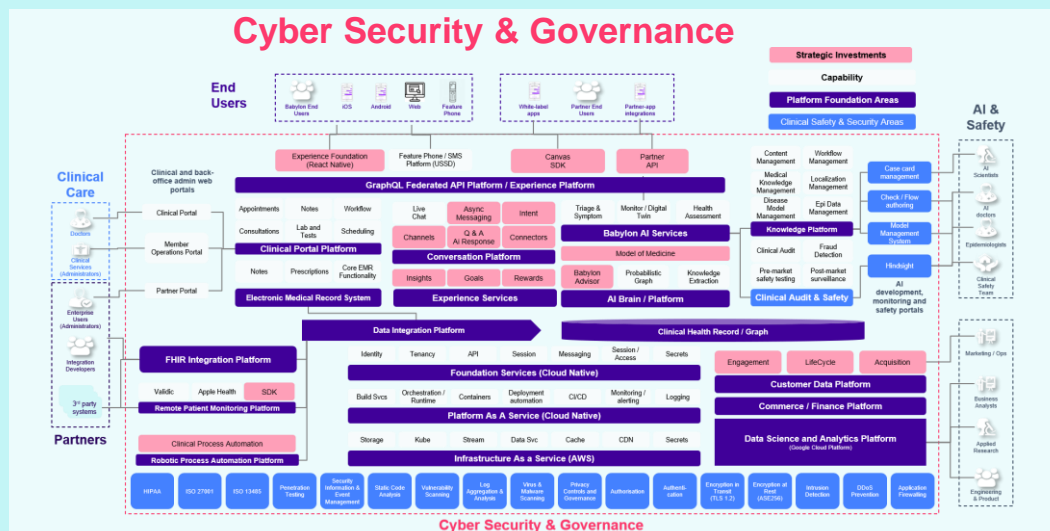 Cyber Security & Governance
Strategic Investments
Capability
Platform Foundation Areas
Clinical Safety & Security Areas
End
Users
Babylon End
Users
iOS
Android
Web
Feature
Phone
White-label
apps
Partner End
Users
Partner-app
integrations
AI &
Safety
Experience Foundation
(React Native)
Feature Phone / SMS
Platform (USSD)
Canvas
SDK
Partner
API
GraphQL Federated API Platform / Experience Platform
Clinical
Care
Clinical and back-
office admin web
portals
Doctors
Clinical
Services
(Administrators)
Clinical Portal
Member
Operations Portal
Partner Portal
Enterprise
Users
(Administrators)
Integration
Developers
3rd party
systems
Partners
Appointments
Notes
Workflow
Consultations
Lab and
Tests
Scheduling
Clinical Portal Platform
Notes
Prescriptions
Core EMR
Functionality
Electronic Medical Record System
Live
Chat
Async
Messaging
Intent
Channels
Q & A
Ai Response
Connectors
Conversation Platform
Insights
Goals
Rewards
Experience Services
Triage &
Symptom
Monitor / Digital
Twin
Health
Assessment
Babylon AI Services
Model of Medicine
Babylon
Advisor
Probabilistic
Graph
Knowledge
Extraction
AI Brain / Platform
Content
Management
Workflow
Management
Medical
Knowledge
Management
Localization
Management
Disease
Model Management
Epi Data
Management
Knowledge Platform
Clinical Audit
Fraud
Detection
Pre-market
safety testing
Post-market
surveillance
Clinical Audit & Safety
Case card
management
Check / Flow
authoring
Model
Management
System
Hindsight
AI
development,
monitoring and
safety portals
AI
Scientists
AI
doctors
Epidemiologists
Clinical
Safety
Team
Data Integration Platform
Clinical Health Record / Graph
FHIR Integration Platform
Validic
Apple Health
SDK
Remote Patient Monitoring Platform
Clinical Process Automation
Robotic Process Automation Platform
Identity
Tenancy
API
Session
Messaging
Session /
Access
Secrets
Foundation Services (Cloud Native)
Build Svcs
Orchestration /
Runtime
Containers
Deployment
automation
CI/CD
Monitoring /
alerting
Logging
Platform As A Service (Cloud Native)
Storage
Kube
Stream
Data Svc
Cache
CDN
Secrets
Infrastructure As a Service (AWS)
Engagement
LifeCycle
Acquisition
Customer Data Platform
Commerce / Finance Platform
Data Science and Analytics Platform
(Google Cloud Platform)
Marketing / Ops
Business
Analysts
Applied
Research
Engineering
& Product
HIPAA
ISO 27001
ISO 13485
Penetration
Testing
Security
Information &
Event
Management
Static Code
Analysis
Vulnerability
Scanning
Log
Aggregation &
Analysis
Virus &
Malware
Scanning
Privacy
Controls and
Governance
Authorisation
Authenti-
cation
Encryption in
Transit
(TLS 1.2)
Encryption at
Rest
(ASE256)
Intrusion
Detection
DDoS
Prevention
Application
Firewalling
Cyber Security & Governance